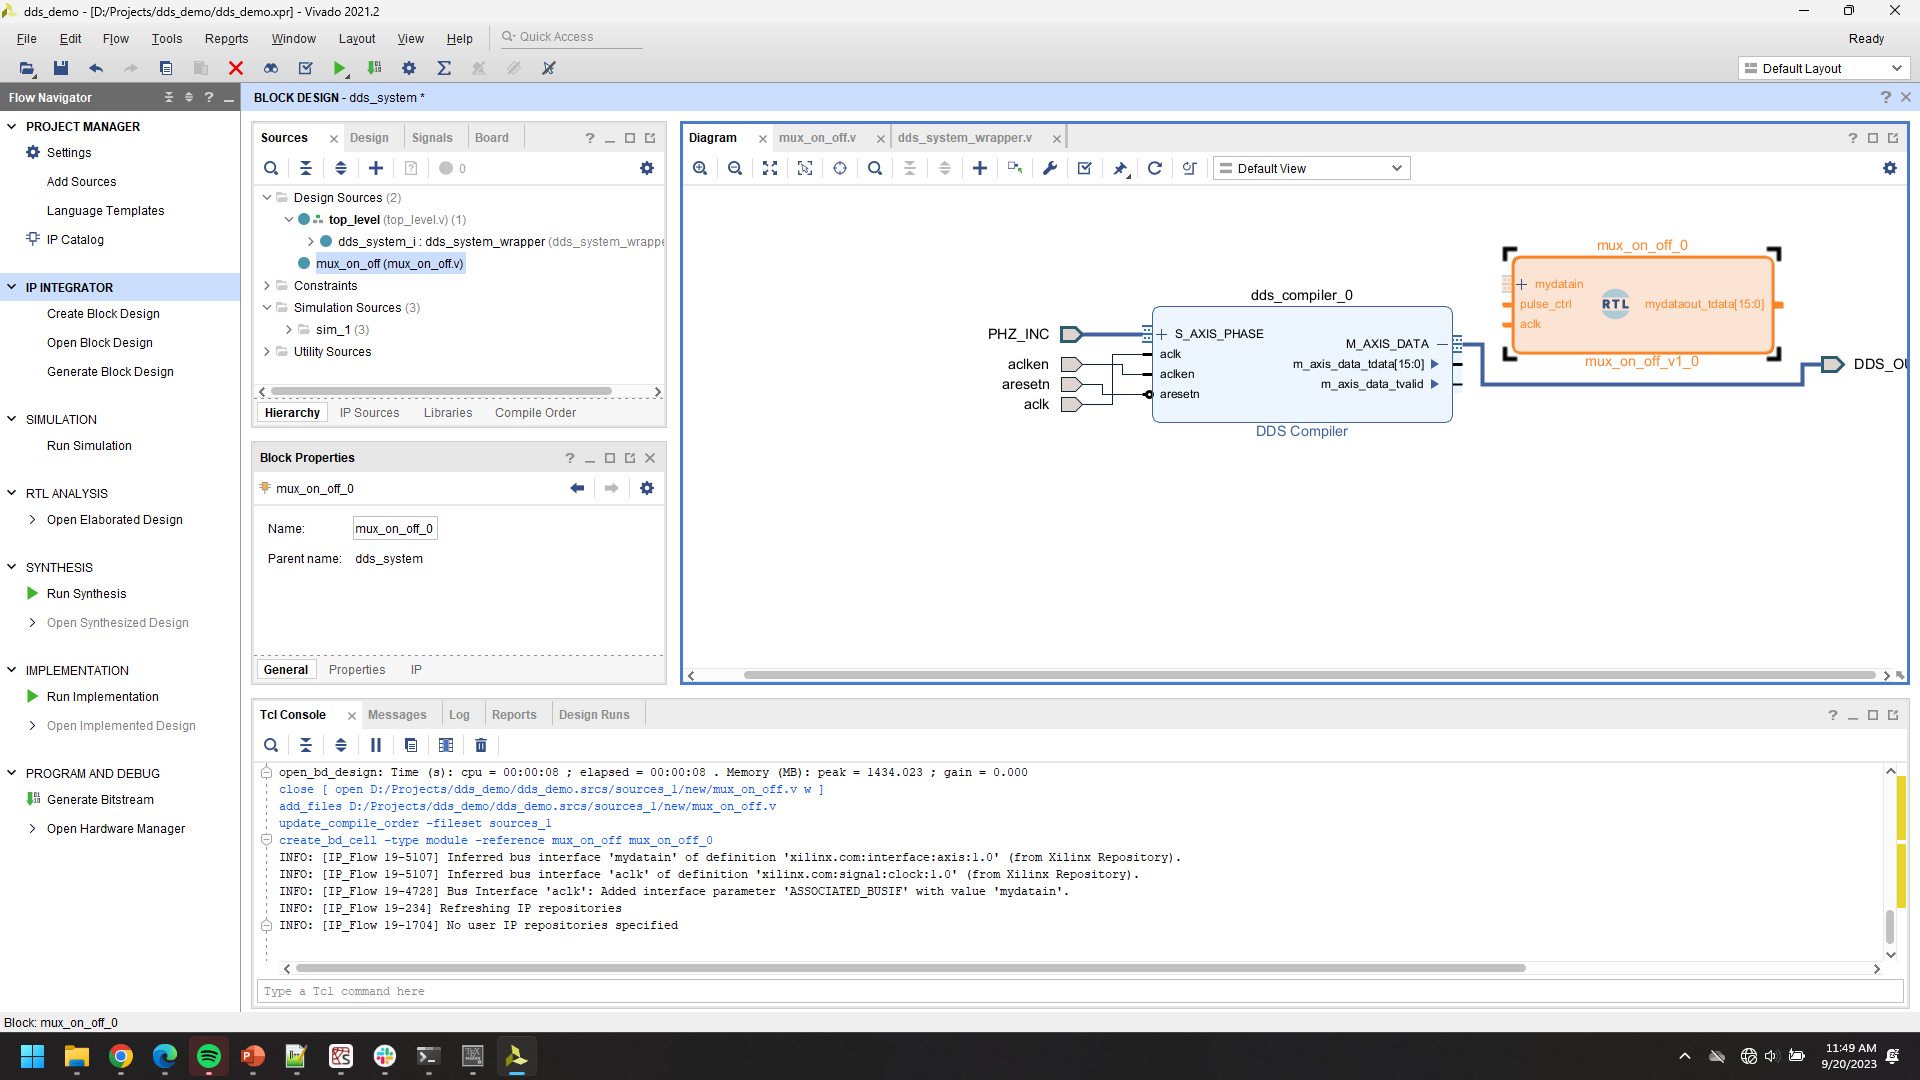 dds_demo - [D:/Projects/dds_demo/dds_demo.xpr] - Vivado 2021.2
File Edit Flow Tools Reports Window Layout View Help Quick Access Ready
Default Layout
Flow Navigator
PROJECT MANAGER
Settings
Add Sources
Language Templates
IP Catalog
IP INTEGRATOR
Create Block Design
Open Block Design
Generate Block Design
SIMULATION
Run Simulation
RTL ANALYSIS
Open Elaborated Design
SYNTHESIS
Run Synthesis
Open Synthesized Design
IMPLEMENTATION
Run Implementation
Open Implemented Design
PROGRAM AND DEBUG
Generate Bitstream
Open Hardware Manager
BLOCK DESIGN - dds_system *
Sources Design Signals Board
0
Design Sources (2)
top_level (top_level.v) (1)
dds_system_i : dds_system_wrapper (dds_system_wrappe
mux_on_off (mux_on_off.v)
Constraints
Simulation Sources (3)
sim_1 (3)
Utility Sources
Hierarchy IP Sources Libraries Compile Order
Block Properties
mux_on_off_0
Name: mux_on_off_0
Parent name: dds_system
General Properties IP
Diagram mux_on_off.v dds_system_wrapper.v
Default View
PHZ_INC
aclken
aresetn
aclk
dds_compiler_0
S_AXIS_PHASE
aclk
aclken
aresetn
M_AXIS_DATA
m_axis_data_tdata[15:0]
m_axis_data_tvalid
DDS Compiler
mux_on_off_0
mydatain
pulse_ctrl
aclk
RTL
mydataout_tdata[15:0]
mux_on_off_v1_0
DDS_OU
Tcl Console Messages Log Reports Design Runs
open_bd_design: Time (s): cpu = 00:00:08 ; elapsed = 00:00:08 . Memory (MB): peak = 1434.023 ; gain = 0.000
close [ open D:/Projects/dds_demo/dds_demo.srcs/sources_1/new/mux_on_off.v w ]
add_files D:/Projects/dds_demo/dds_demo.srcs/sources_1/new/mux_on_off.v
update_compile_order -fileset sources_1
create_bd_cell -type module -reference mux_on_off mux_on_off_0
INFO: [IP_Flow 19-5107] Inferred bus interface 'mydatain' of definition 'xilinx.com:interface:axis:1.0' (from Xilinx Repository).
INFO: [IP_Flow 19-5107] Inferred bus interface 'aclk' of definition 'xilinx.com:signal:clock:1.0' (from Xilinx Repository).
INFO: [IP_Flow 19-4728] Bus Interface 'aclk': Added interface parameter 'ASSOCIATED_BUSIF' with value 'mydatain'.
INFO: [IP_Flow 19-234] Refreshing IP repositories
INFO: [IP_Flow 19-1704] No user IP repositories specified
Type a Tcl command here
Block: mux_on_off_0
11:49 AM
9/20/2023